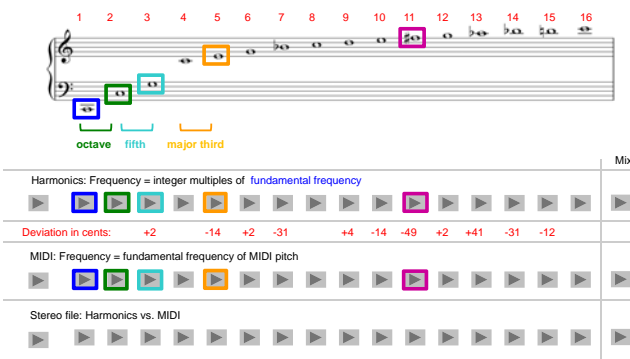 1 2 3 4 5 6 7 8 9 10 11 12 13 14 15 16
octave fifth major third
Mix
Harmonics: Frequency = integer multiples of fundamental frequency
Deviation in cents: +2 -14 +2 -31 +4 -14 -49 +2 +41 -31 -12
MIDI: Frequency = fundamental frequency of MIDI pitch
Stereo file: Harmonics vs. MIDI